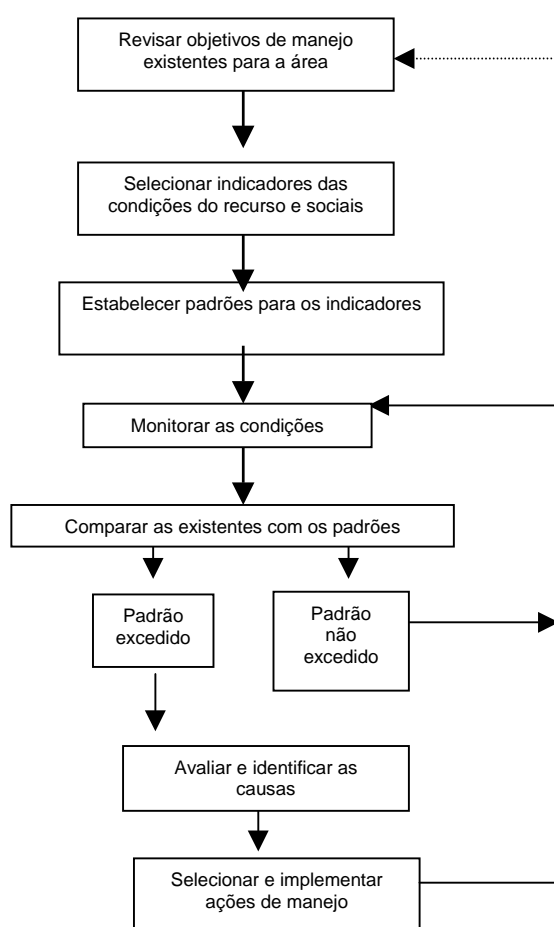 Revisar objetivos de manejo
existentes para a área
Selecionar indicadores das
condições do recurso e sociais
Estabelecer padrões para os indicadores
Monitorar as condições
Comparar as existentes com os padrões
Padrão
excedido
Padrão
não
excedido
Avaliar e identificar as
causas
Selecionar e implementar
ações de manejo